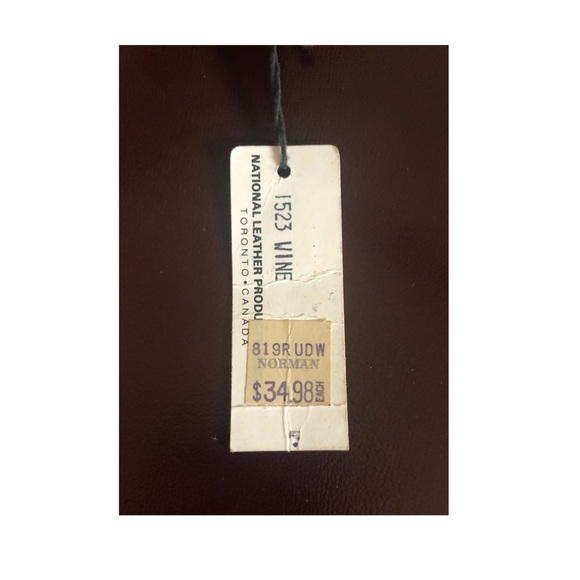 NATIONAL LEATHER PRODU
TORONTO • CANADA
1523 WINE
819R UDW
NORMAN
$34.98 EACH